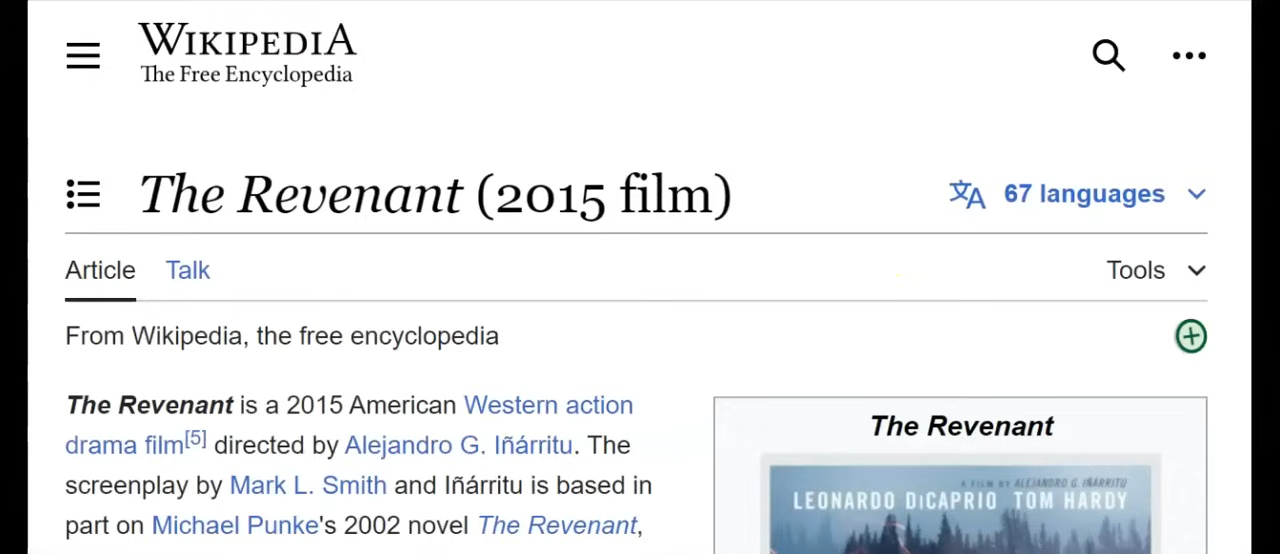 WIKIPEDIA
The Free Encyclopedia
The Revenant (2015 film)
67 languages
Article Talk
Tools
From Wikipedia, the free encyclopedia
The Revenant is a 2015 American Western action
drama film[5] directed by Alejandro G. Iñárritu. The
screenplay by Mark L. Smith and Iñárritu is based in
part on Michael Punke's 2002 novel The Revenant,
The Revenant
A FILM BY ALEJANDRO G. IÑÁRRITU
LEONARDO DiCAPRIO TOM HARDY